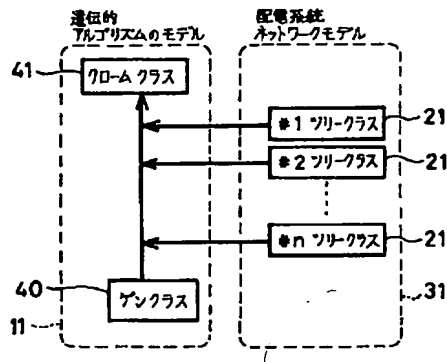 遺伝的
アルゴリズムのモデル
配電系統
ネットワークモデル
41
クロームクラス
#1 ツリークラス
21
#2 ツリークラス
21
#n ツリークラス
21
40
ゲンクラス
11
31